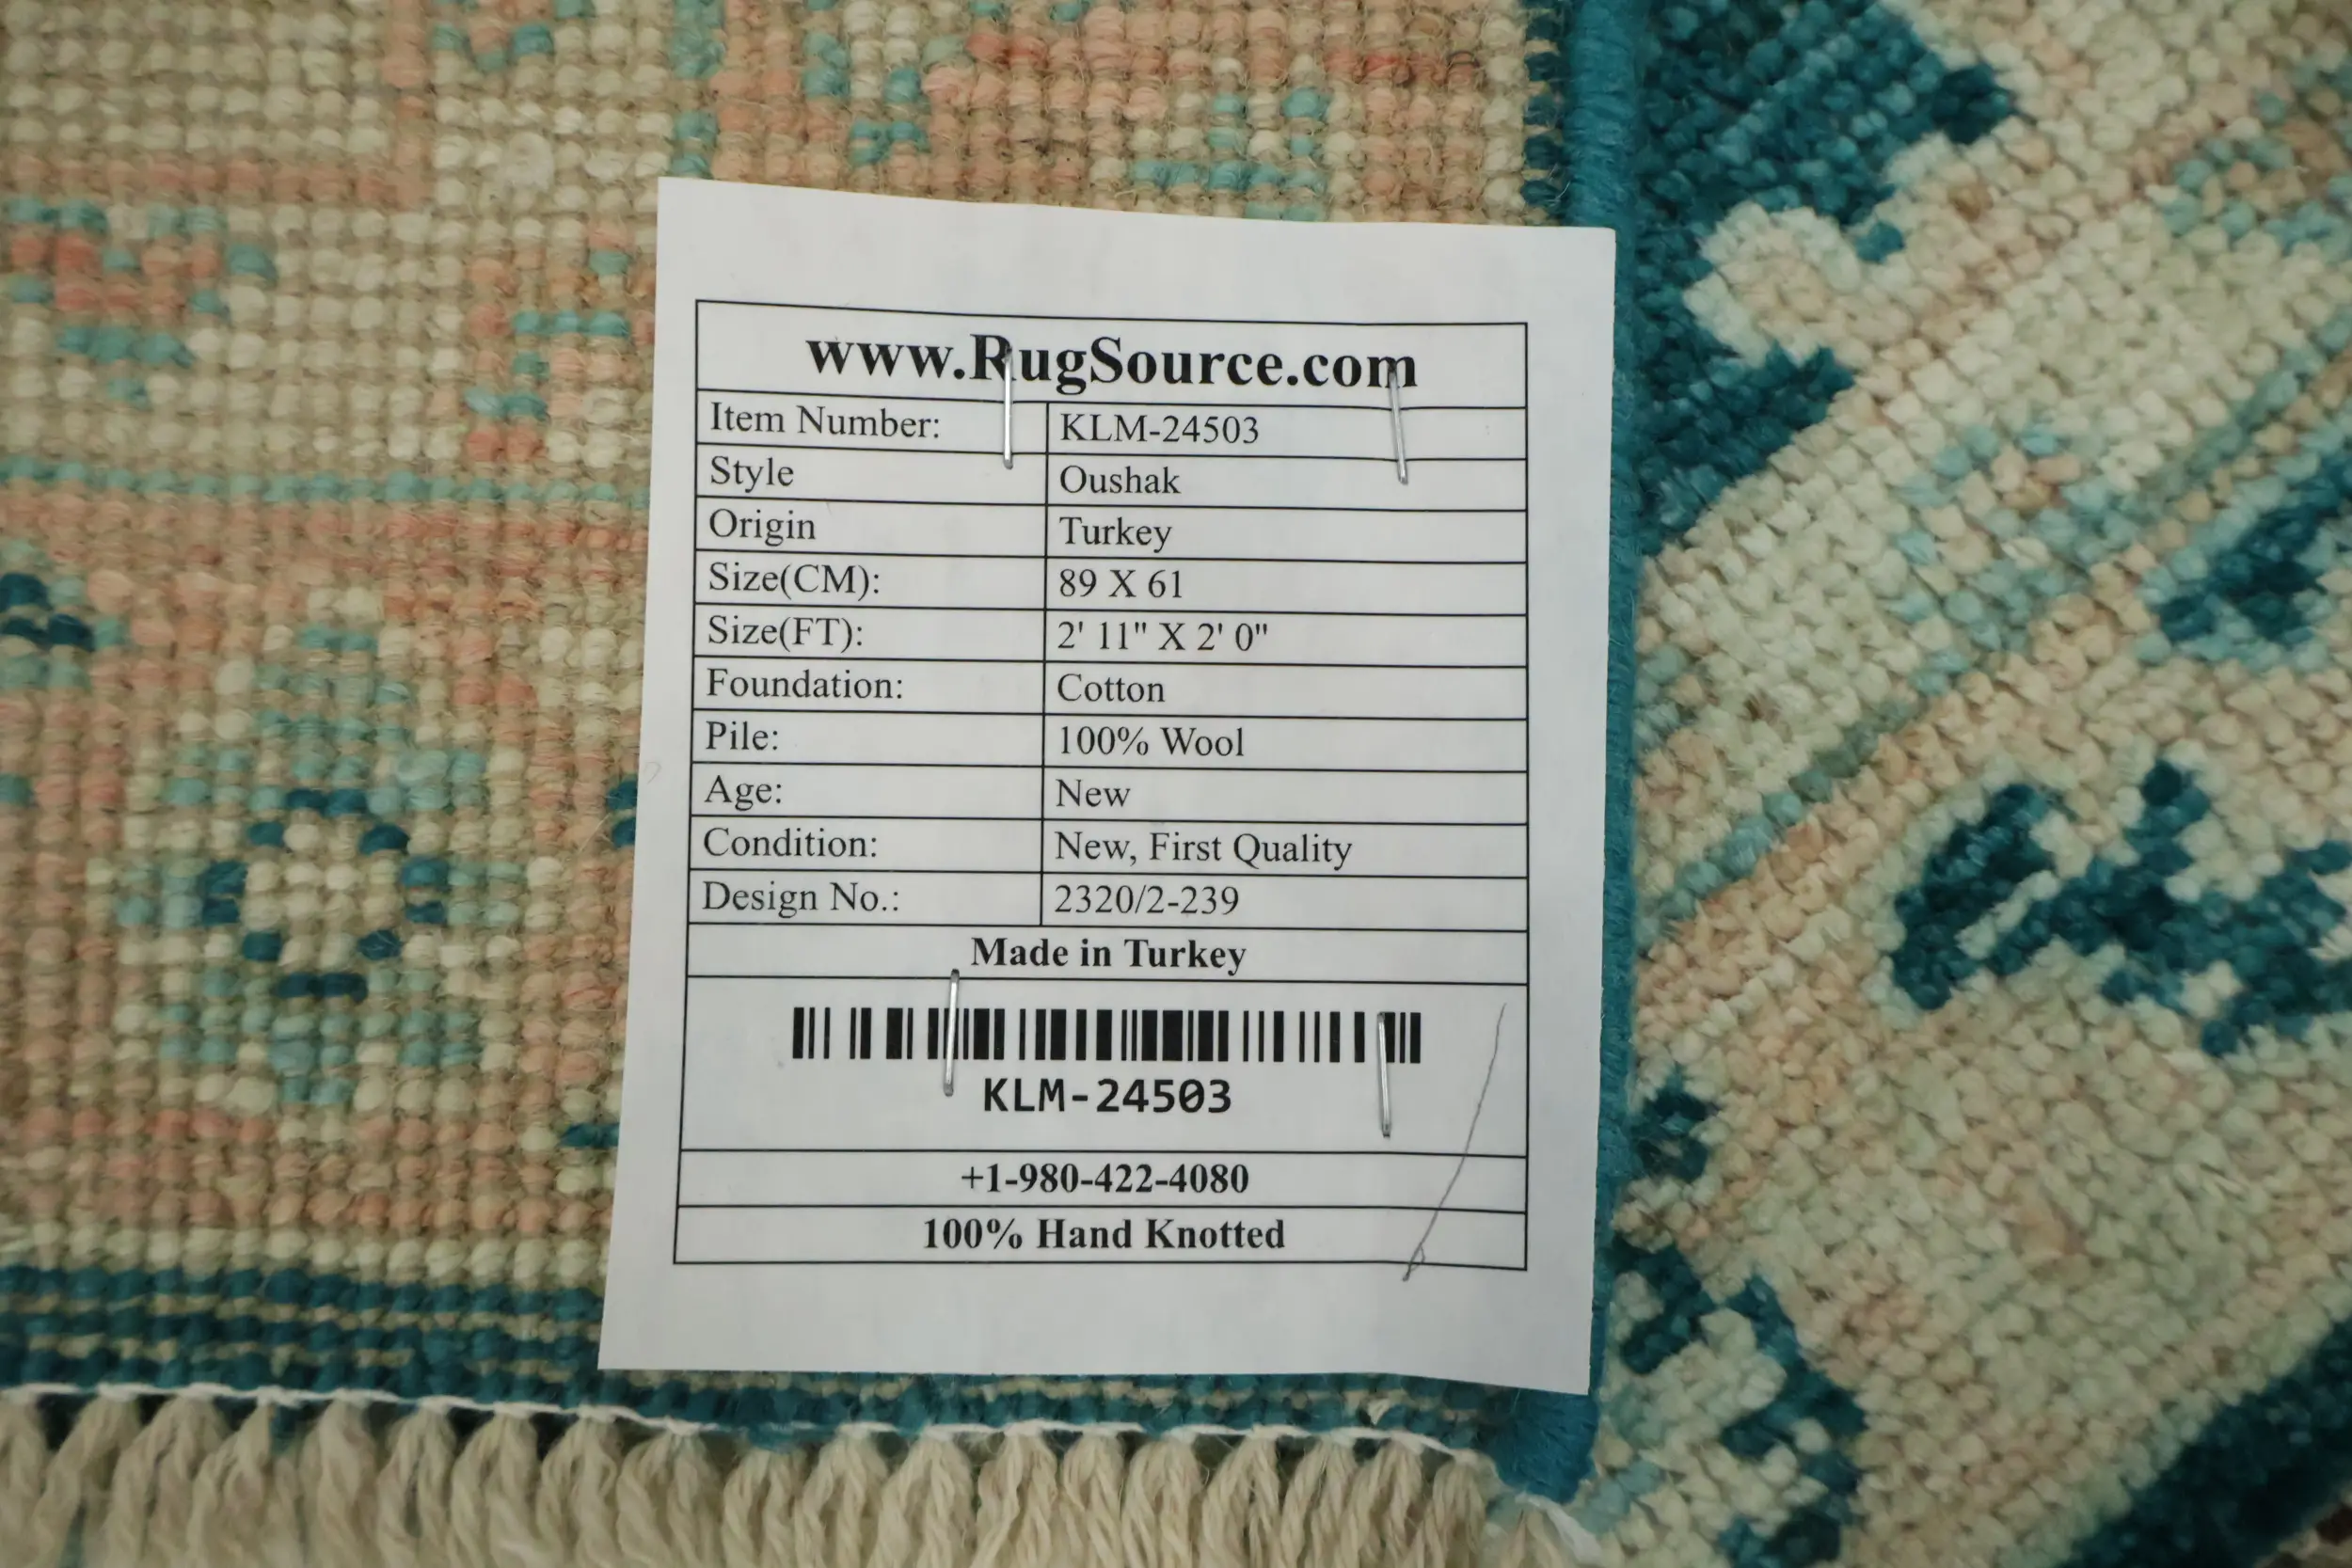 www.RugSource.com
Item Number: KLM-24503
Style Oushak
Origin Turkey
Size(CM): 89 X 61
Size(FT): 2' 11" X 2' 0"
Foundation: Cotton
Pile: 100% Wool
Age: New
Condition: New, First Quality
Design No.: 2320/2-239
Made in Turkey
KLM-24503
+1-980-422-4080
100% Hand Knotted